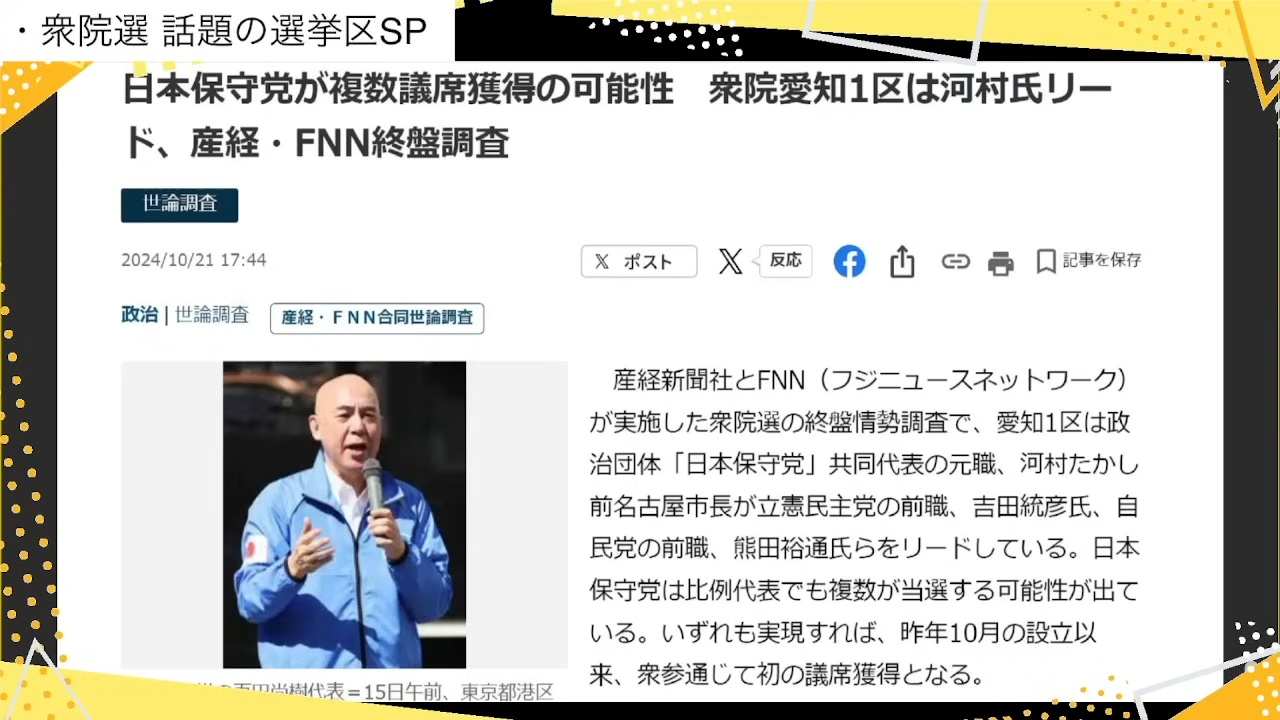 ・衆院選 話題の選挙区SP
日本保守党が複数議席獲得の可能性　衆院愛知1区は河村氏リー
ド、産経・FNN終盤調査
世論調査
2024/10/21 17:44
ポスト
反応
記事を保存
政治 | 世論調査
産経・ＦＮＮ合同世論調査
産経新聞社とFNN（フジニュースネットワーク）
が実施した衆院選の終盤情勢調査で、愛知1区は政
治団体「日本保守党」共同代表の元職、河村たかし
前名古屋市長が立憲民主党の前職、吉田統彦氏、自
民党の前職、熊田裕通氏らをリードしている。日本
保守党は比例代表でも複数が当選する可能性が出て
いる。いずれも実現すれば、昨年10月の設立以
来、衆参通じて初の議席獲得となる。
百田尚樹代表＝15日午前、東京都港区